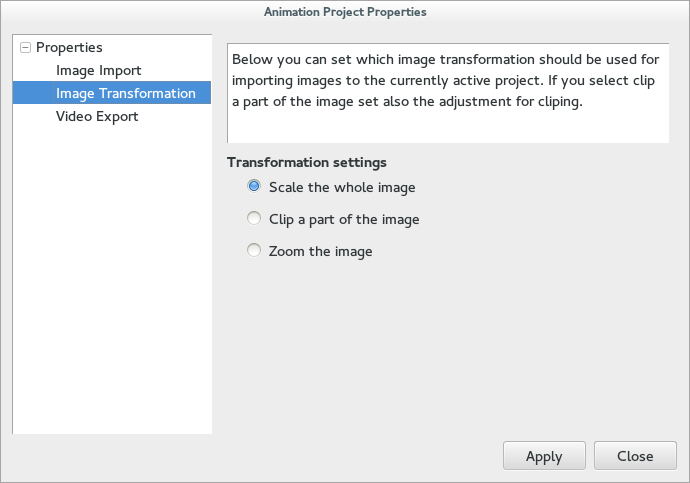 Animation Project Properties
Properties
Image Import
Image Transformation
Video Export
Below you can set which image transformation should be used for
importing images to the currently active project. If you select clip
a part of the image set also the adjustment for cliping.
Transformation settings
Scale the whole image
Clip a part of the image
Zoom the image
Apply
Close